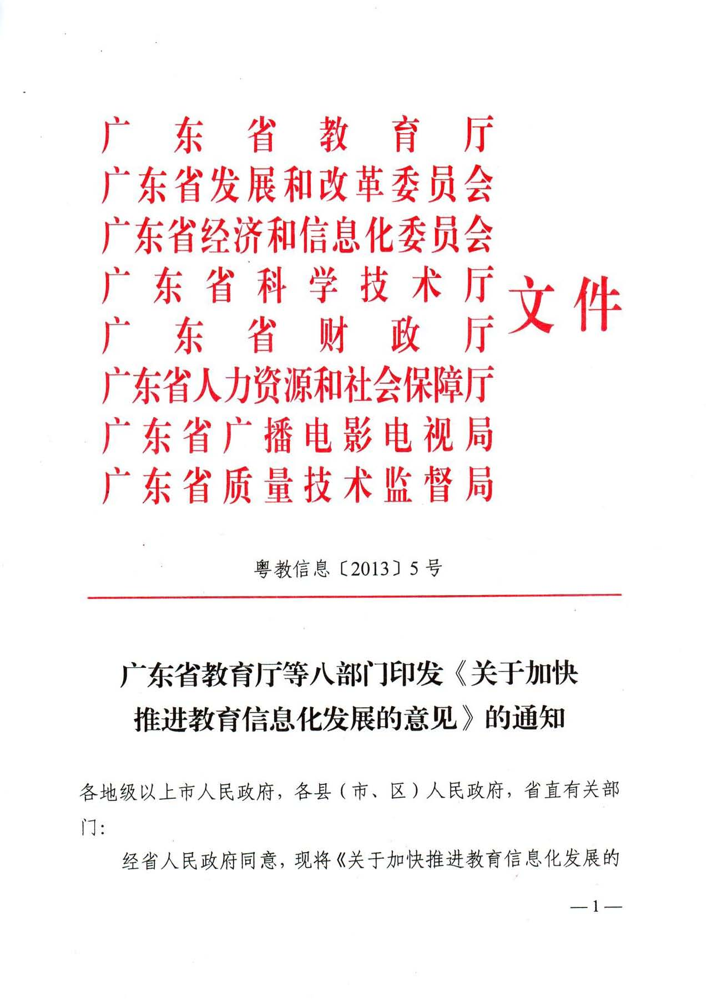 广东省教育厅
广东省发展和改革委员会
广东省经济和信息化委员会
广东省科学技术厅
广东省财政厅
广东省人力资源和社会保障厅
广东省广播电影电视局
广东省质量技术监督局
文件
粤教信息〔2013〕5号
广东省教育厅等八部门印发《关于加快
推进教育信息化发展的意见》的通知
各地级以上市人民政府，各县（市、区）人民政府，省直有关部
门：
经省人民政府同意，现将《关于加快推进教育信息化发展的
— 1 —